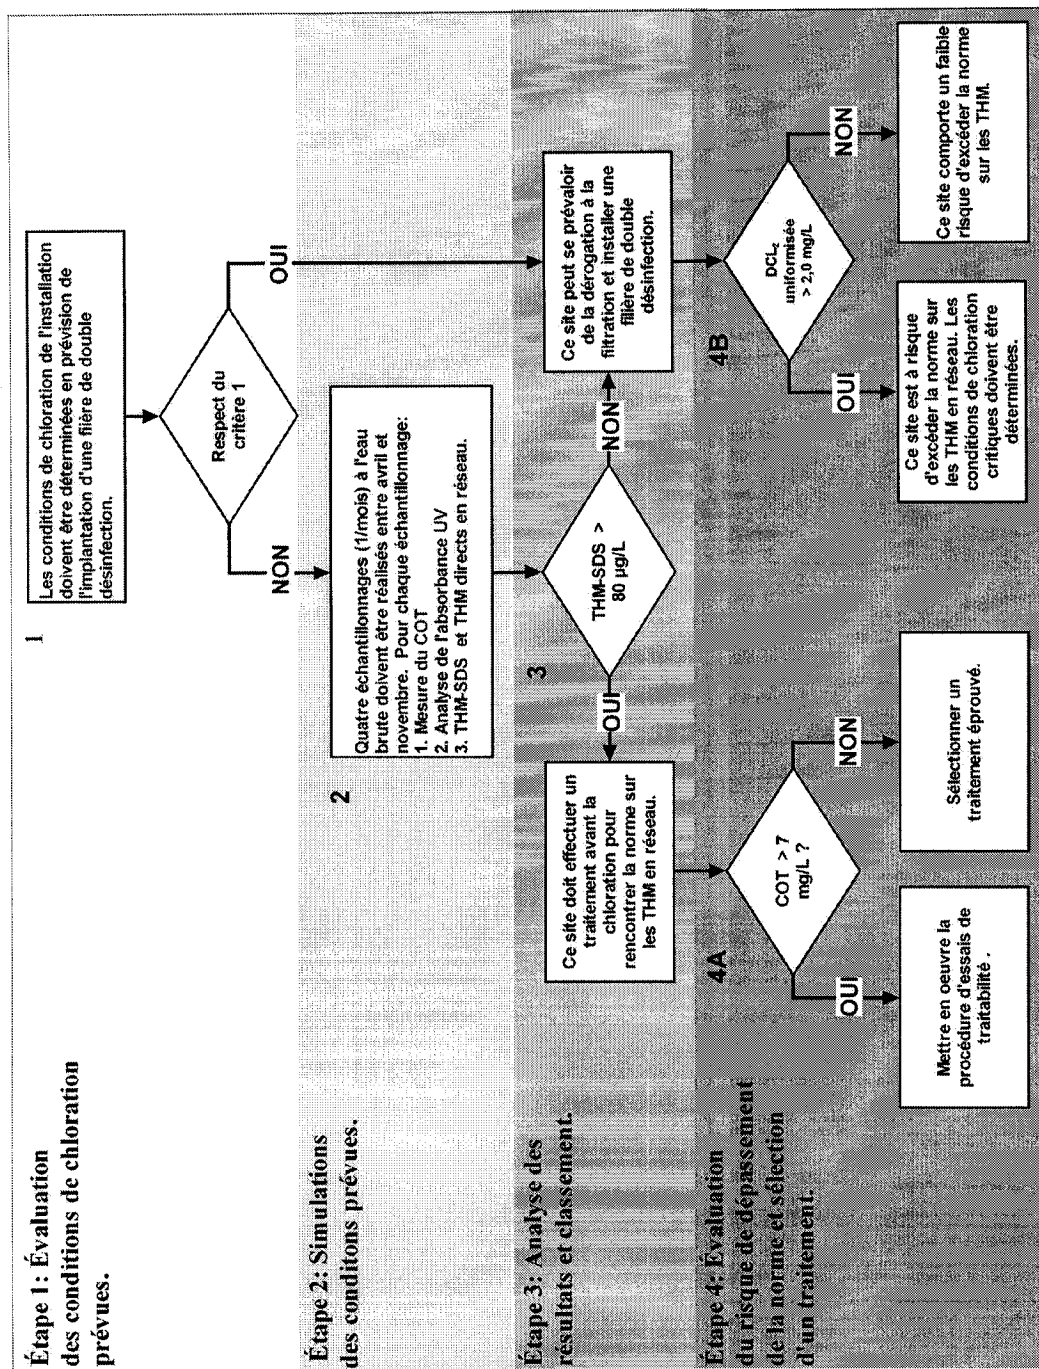 Étape 1: Évaluation
des conditions de chloration
prévues.
1
Les conditions de chloration de l'installation
doivent être déterminées en prévision de
l'implantation d'une filière de double
désinfection.
Respect du
critère 1
NON
OUI
Étape 2: Simulations
des conditons prévues.
2
Quatre échantillonnages (1/mois) à l'eau
brute doivent être réalisés entre avril et
novembre. Pour chaque échantillonnage:
1. Mesure du COT
2. Analyse de l'absorbance UV
3. THM-SDS et THM directs en réseau.
Étape 3: Analyse des
résultats et classement.
Ce site doit effectuer un
traitement avant la
chloration pour
rencontrer la norme sur
les THM en réseau.
OUI
3
THM-SDS >
80 µg/L
NON
Ce site peut se prévaloir
de la dérogation à la
filtration et installer une
filière de double
désinfection.
Étape 4: Évaluation
du risque de dépassement
de la norme et sélection
d'un traitement.
4A
COT > 7
mg/L ?
OUI
NON
Mettre en oeuvre la
procédure d'essais de
traitabilité .
Sélectionner un
traitement éprouvé.
4B
DCL₂
uniformisée
> 2,0 mg/L
OUI
NON
Ce site est à risque
d'excéder la norme sur
les THM en réseau. Les
conditions de chloration
critiques doivent être
déterminées.
Ce site comporte un faible
risque d'excéder la norme
sur les THM.